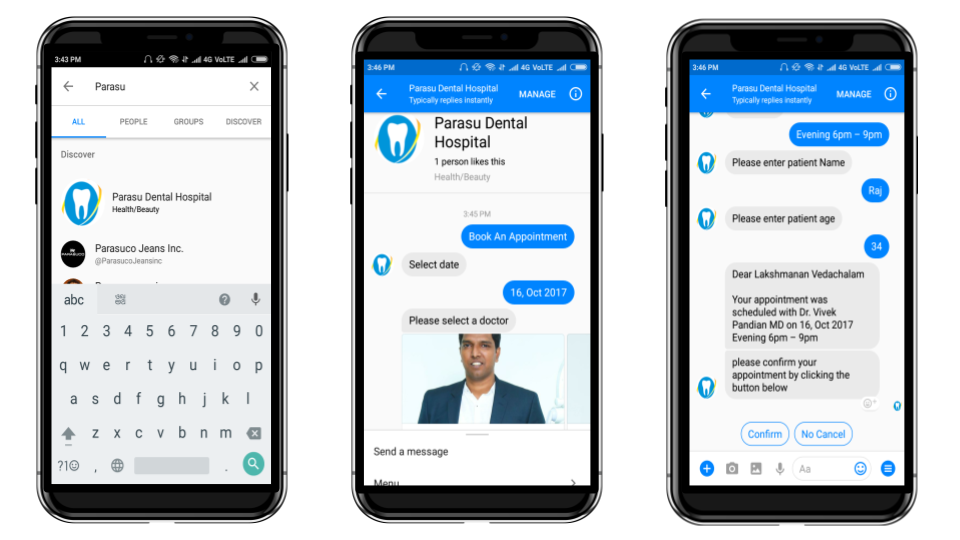 3:43 PM
4G VoLTE
Parasu
ALL PEOPLE GROUPS DISCOVER
Discover
Parasu Dental Hospital
Health/Beauty
Parasuco Jeans Inc.
@ParasucoJeansinc
abc
1 2 3 4 5 6 7 8 9 0
q w e r t y u i o p
a s d f g h j k l
z x c v b n m
?1☺ , .
3:46 PM
4G VoLTE
Parasu Dental Hospital
Typically replies instantly
MANAGE
Parasu Dental
Hospital
1 person likes this
Health/Beauty
3:45 PM
Book An Appointment
Select date
16, Oct 2017
Please select a doctor
Send a message
Menu
3:46 PM
4G VoLTE
Parasu Dental Hospital
Typically replies instantly
MANAGE
Evening 6pm – 9pm
Please enter patient Name
Raj
Please enter patient age
34
Dear Lakshmanan Vedachalam
Your appointment was
scheduled with Dr. Vivek
Pandian MD on 16, Oct 2017
Evening 6pm – 9pm
please confirm your
appointment by clicking the
button below
Confirm
No Cancel
Aa